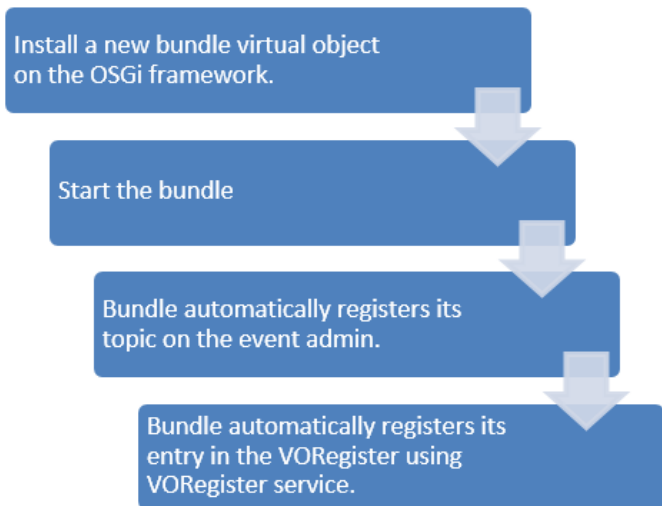 Install a new bundle virtual object
on the OSGi framework.
Start the bundle
Bundle automatically registers its
topic on the event admin.
Bundle automatically registers its
entry in the VORegister using
VORegister service.